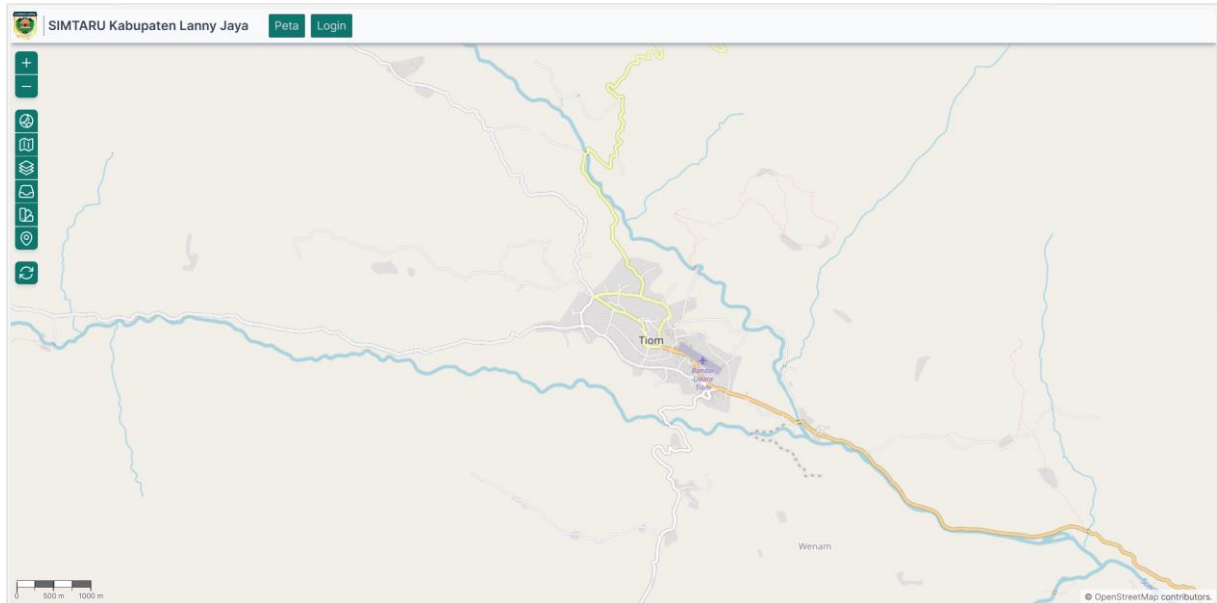 SIMTARU Kabupaten Lanny Jaya
Peta
Login
+
−
Tiom
Bandar
Udara
Tiom
Wenam
0 500 m 1000 m
© OpenStreetMap contributors.